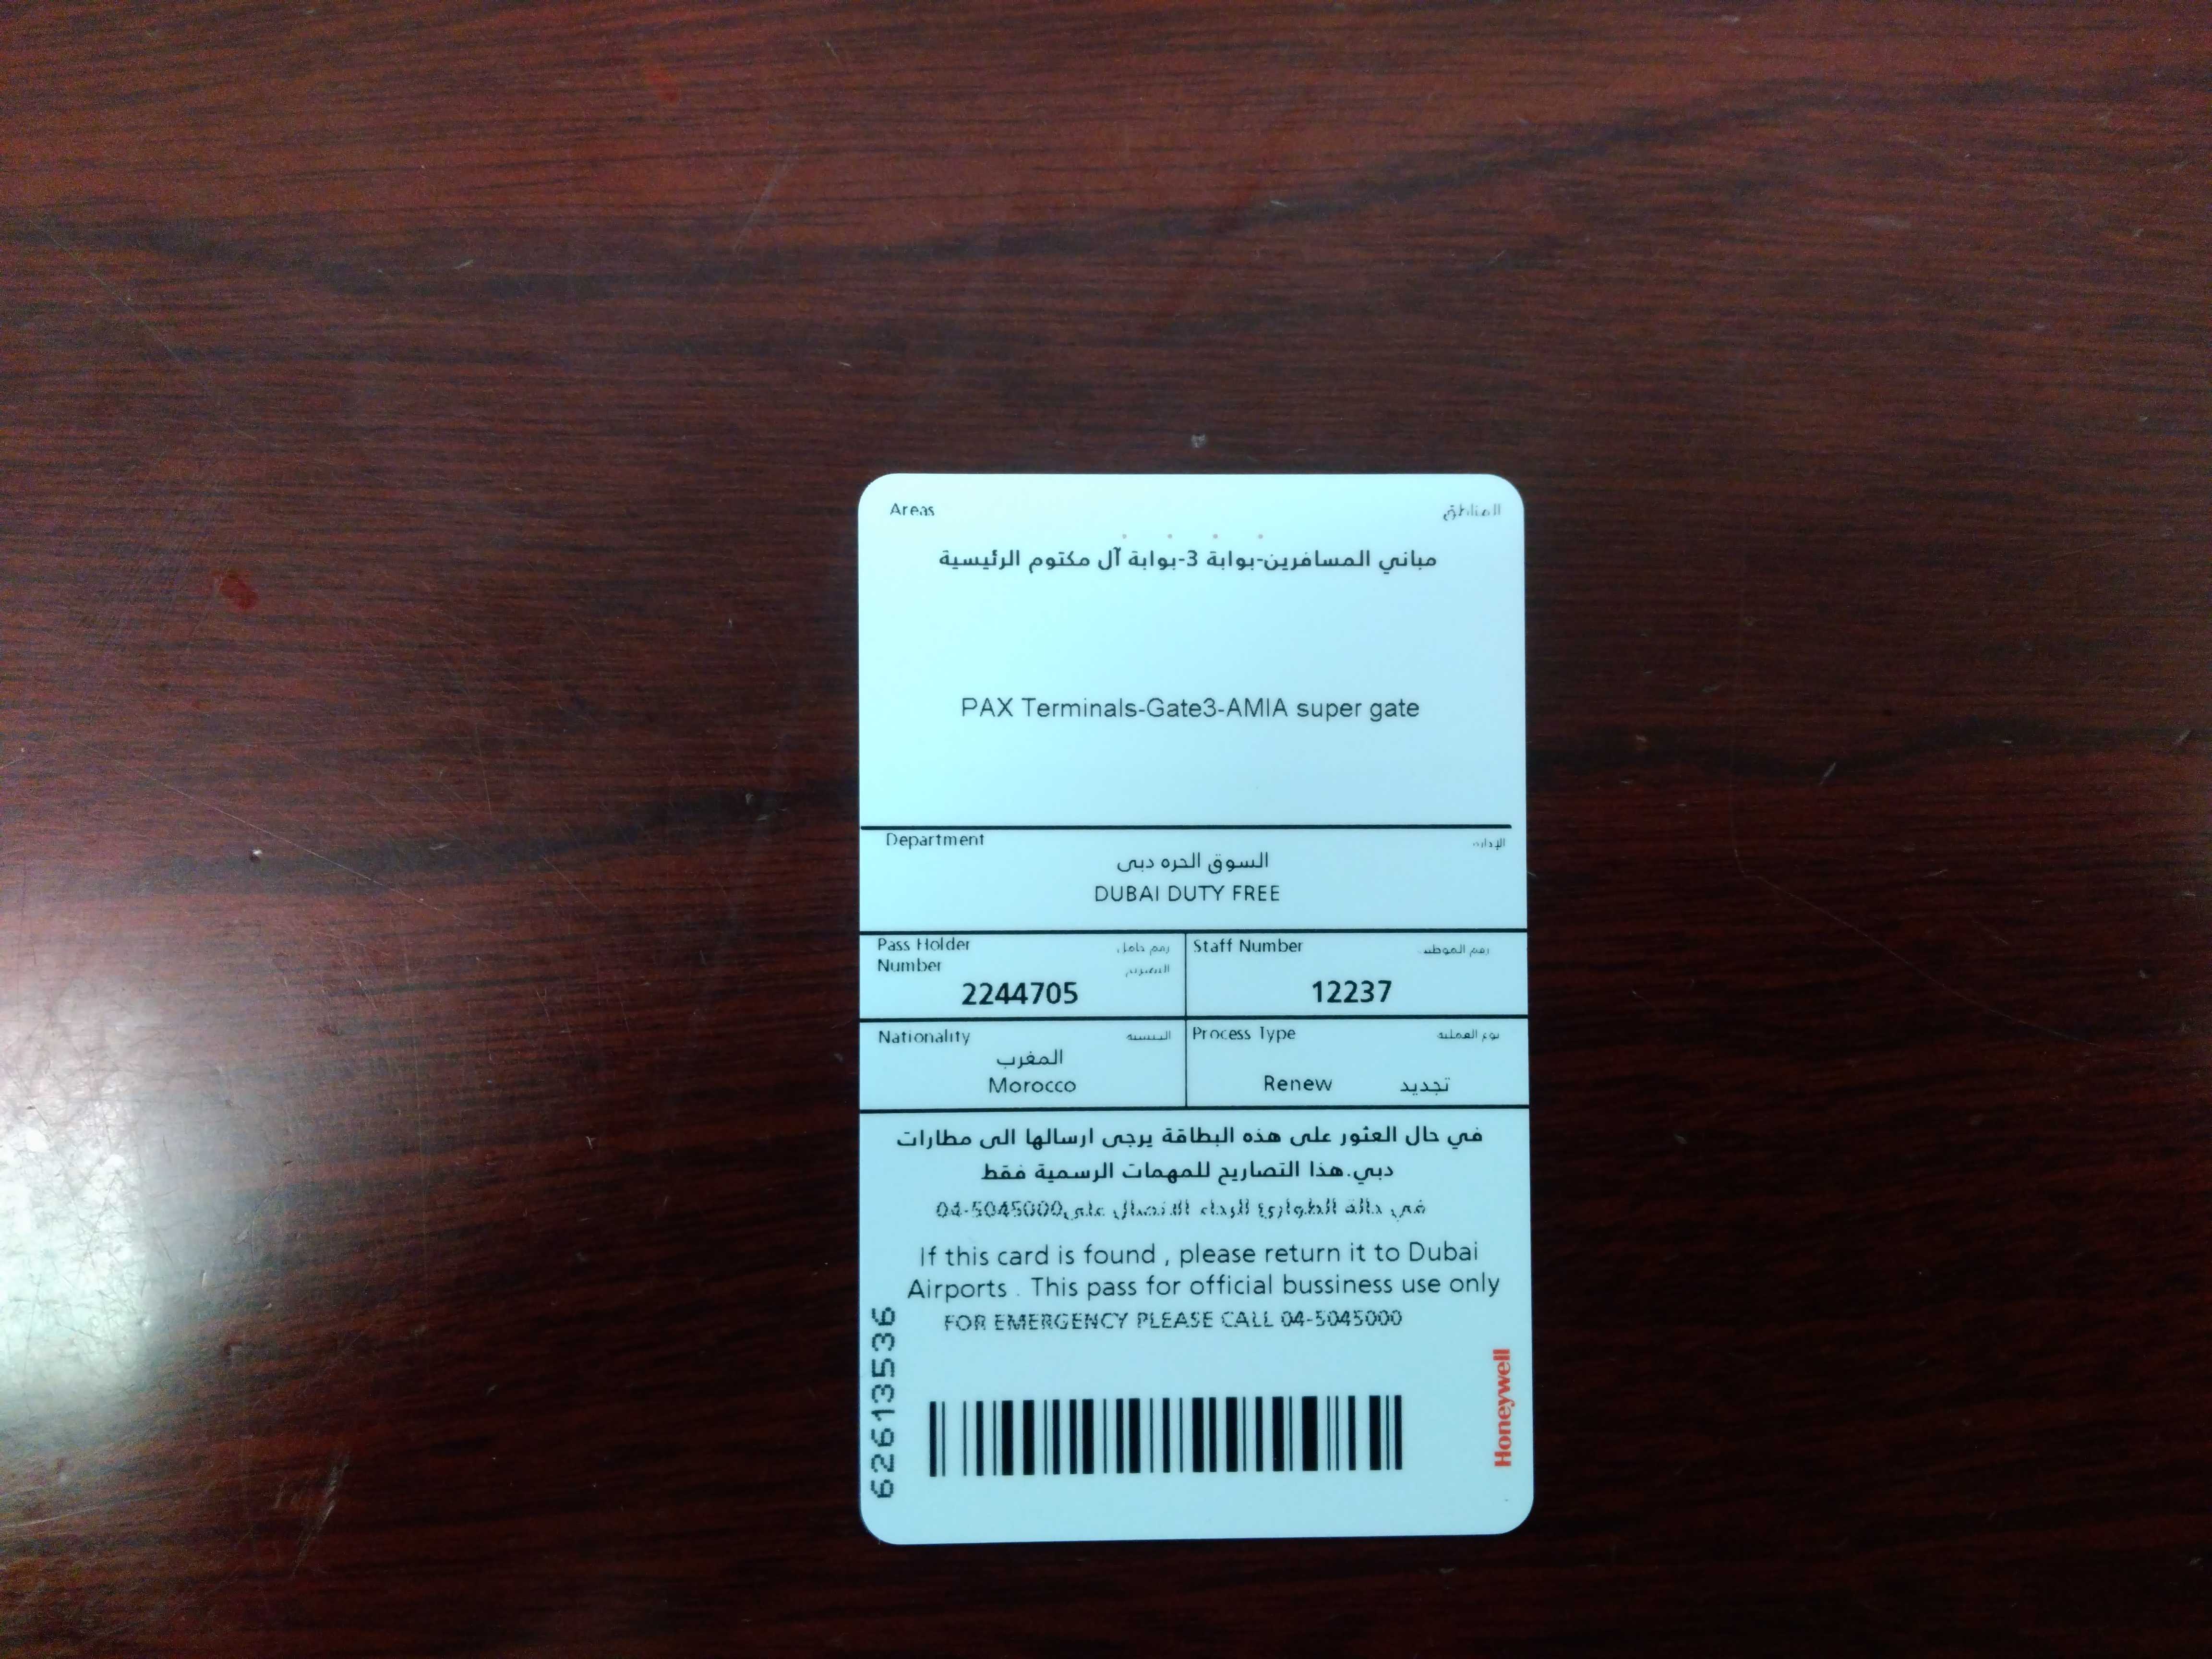 Areas المناطق
مباني المسافرين-بوابة 3-بوابة آل مكتوم الرئيسية
PAX Terminals-Gate3-AMIA super gate
Department الإدارة
السوق الحره دبى
DUBAI DUTY FREE
Pass Holder رقم حامل
Number التصريح
2244705
Staff Number رقم الموظف
12237
Nationality الجنسية
المغرب
Morocco
Process Type نوع العملية
Renew تجديد
في حال العثور على هذه البطاقة يرجى ارسالها الى مطارات
دبي.هذا التصاريح للمهمات الرسمية فقط
في حالة الطوارئ الرجاء الاتصال على04-5045000
If this card is found , please return it to Dubai
Airports . This pass for official bussiness use only
FOR EMERGENCY PLEASE CALL 04-5045000
62613536
Honeywell